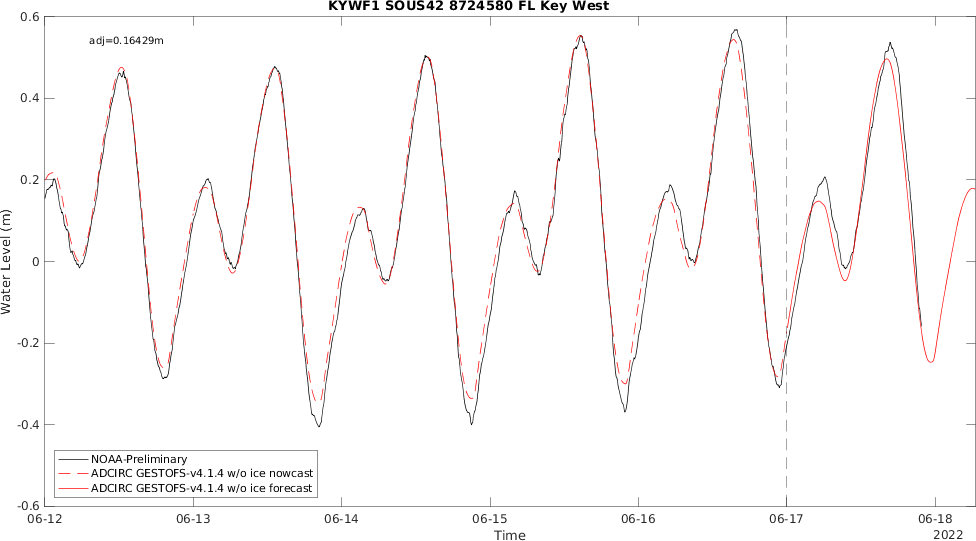 KYWF1 SOUS42 8724580 FL Key West
adj=0.16429m
0.6
0.4
0.2
0
-0.2
-0.4
-0.6
Water Level (m)
NOAA-Preliminary
ADCIRC GESTOFS-v4.1.4 w/o ice nowcast
ADCIRC GESTOFS-v4.1.4 w/o ice forecast
06-12 06-13 06-14 06-15 06-16 06-17 06-18
Time
2022